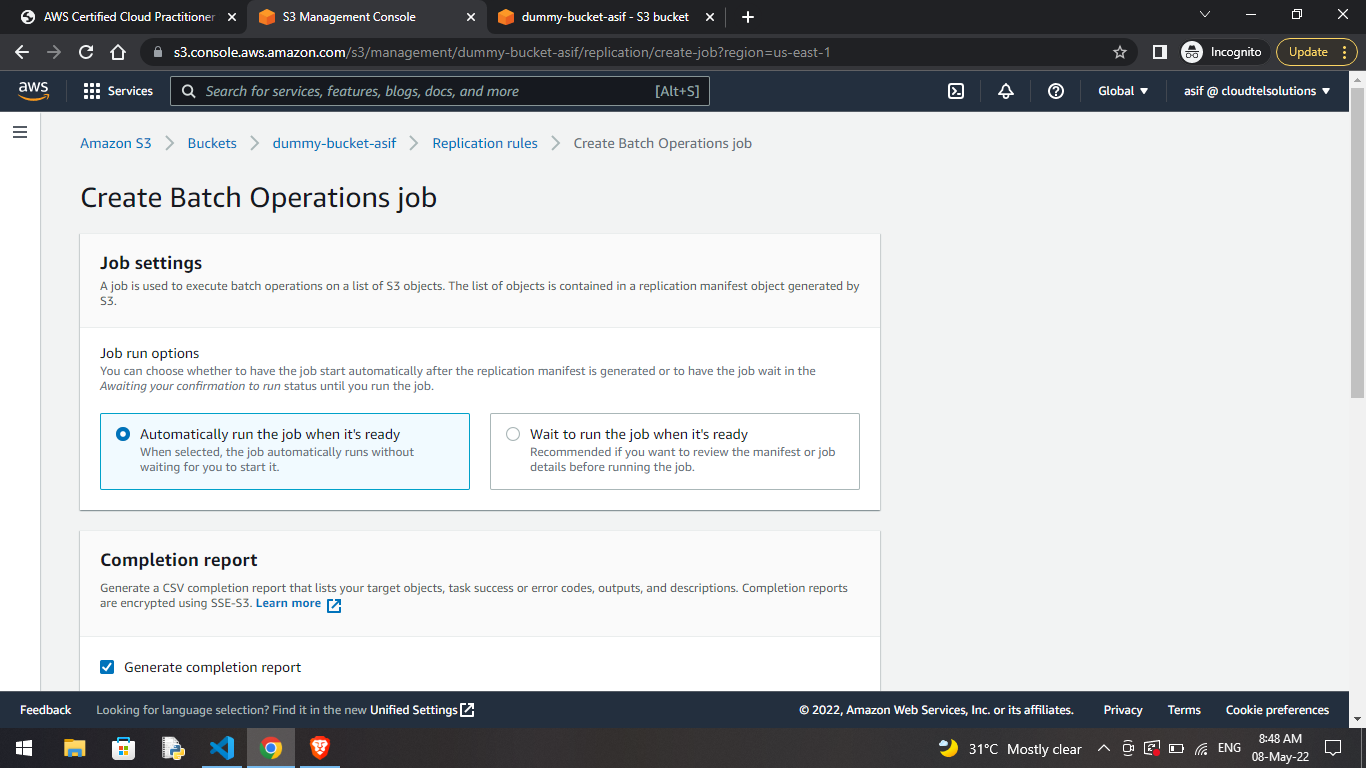 AWS Certified Cloud Practitioner
S3 Management Console
dummy-bucket-asif - S3 bucket
s3.console.aws.amazon.com/s3/management/dummy-bucket-asif/replication/create-job?region=us-east-1
Incognito
Update
aws
Services
Search for services, features, blogs, docs, and more
[Alt+S]
Global
asif @ cloudtelsolutions
Amazon S3
Buckets
dummy-bucket-asif
Replication rules
Create Batch Operations job
Create Batch Operations job
Job settings
A job is used to execute batch operations on a list of S3 objects. The list of objects is contained in a replication manifest object generated by
S3.
Job run options
You can choose whether to have the job start automatically after the replication manifest is generated or to have the job wait in the
Awaiting your confirmation to run status until you run the job.
Automatically run the job when it's ready
When selected, the job automatically runs without
waiting for you to start it.
Wait to run the job when it's ready
Recommended if you want to review the manifest or job
details before running the job.
Completion report
Generate a CSV completion report that lists your target objects, task success or error codes, outputs, and descriptions. Completion reports
are encrypted using SSE-S3. Learn more
Generate completion report
Feedback
Looking for language selection? Find it in the new Unified Settings
© 2022, Amazon Web Services, Inc. or its affiliates.
Privacy
Terms
Cookie preferences
31°C Mostly clear
ENG
8:48 AM
08-May-22